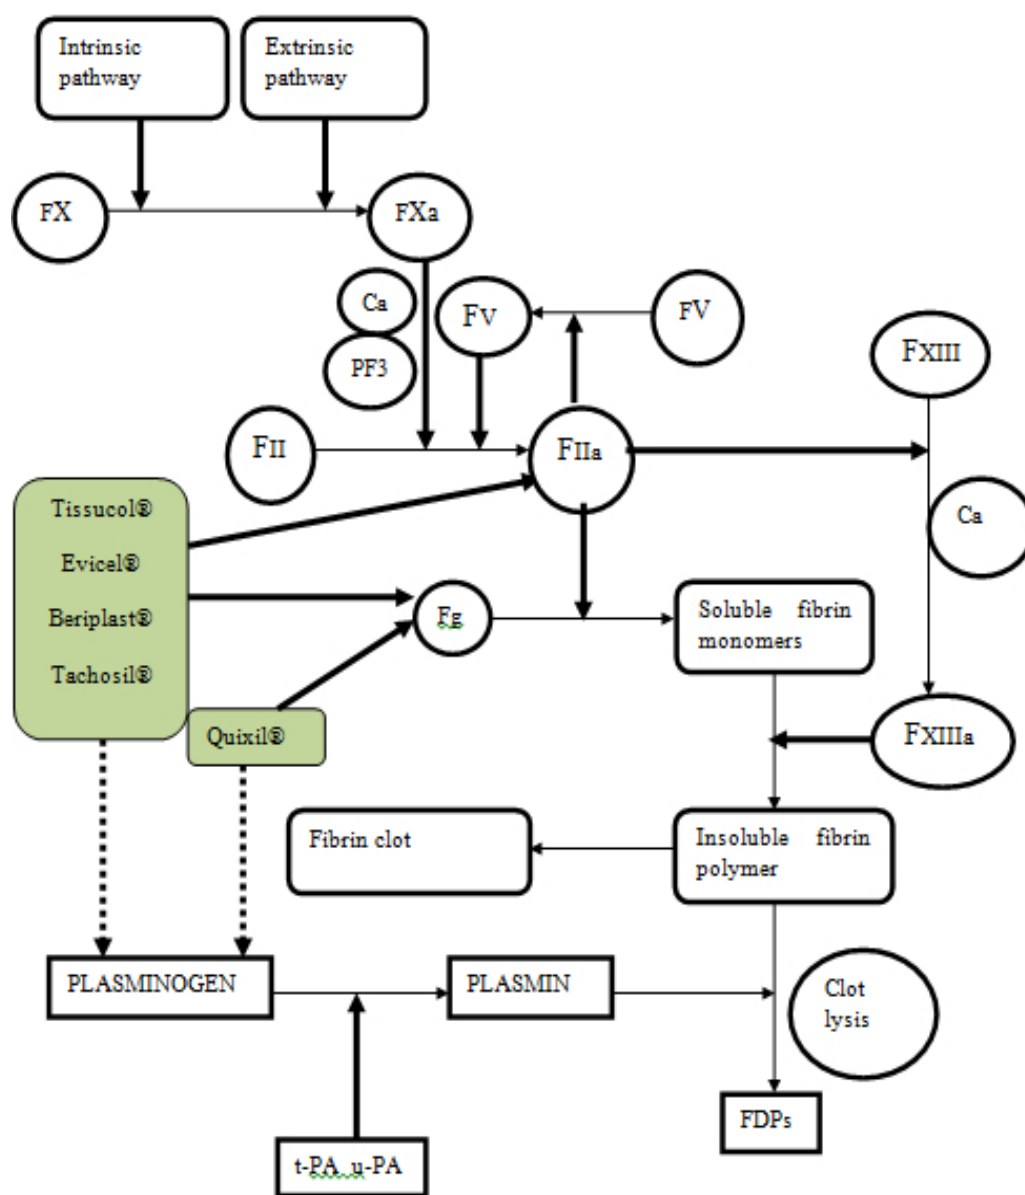 Intrinsic
pathway
Extrinsic
pathway
FX
FXa
Ca
FV
FV
PF3
FXIII
FII
FIIa
Tissucol®
Evicel®
Beriplast®
Tachosil®
Ca
Fg
Soluble fibrin
monomers
Quixil®
FXIIIa
Fibrin clot
Insoluble fibrin
polymer
PLASMINOGEN
PLASMIN
Clot
lysis
FDPs
t-PA u-PA